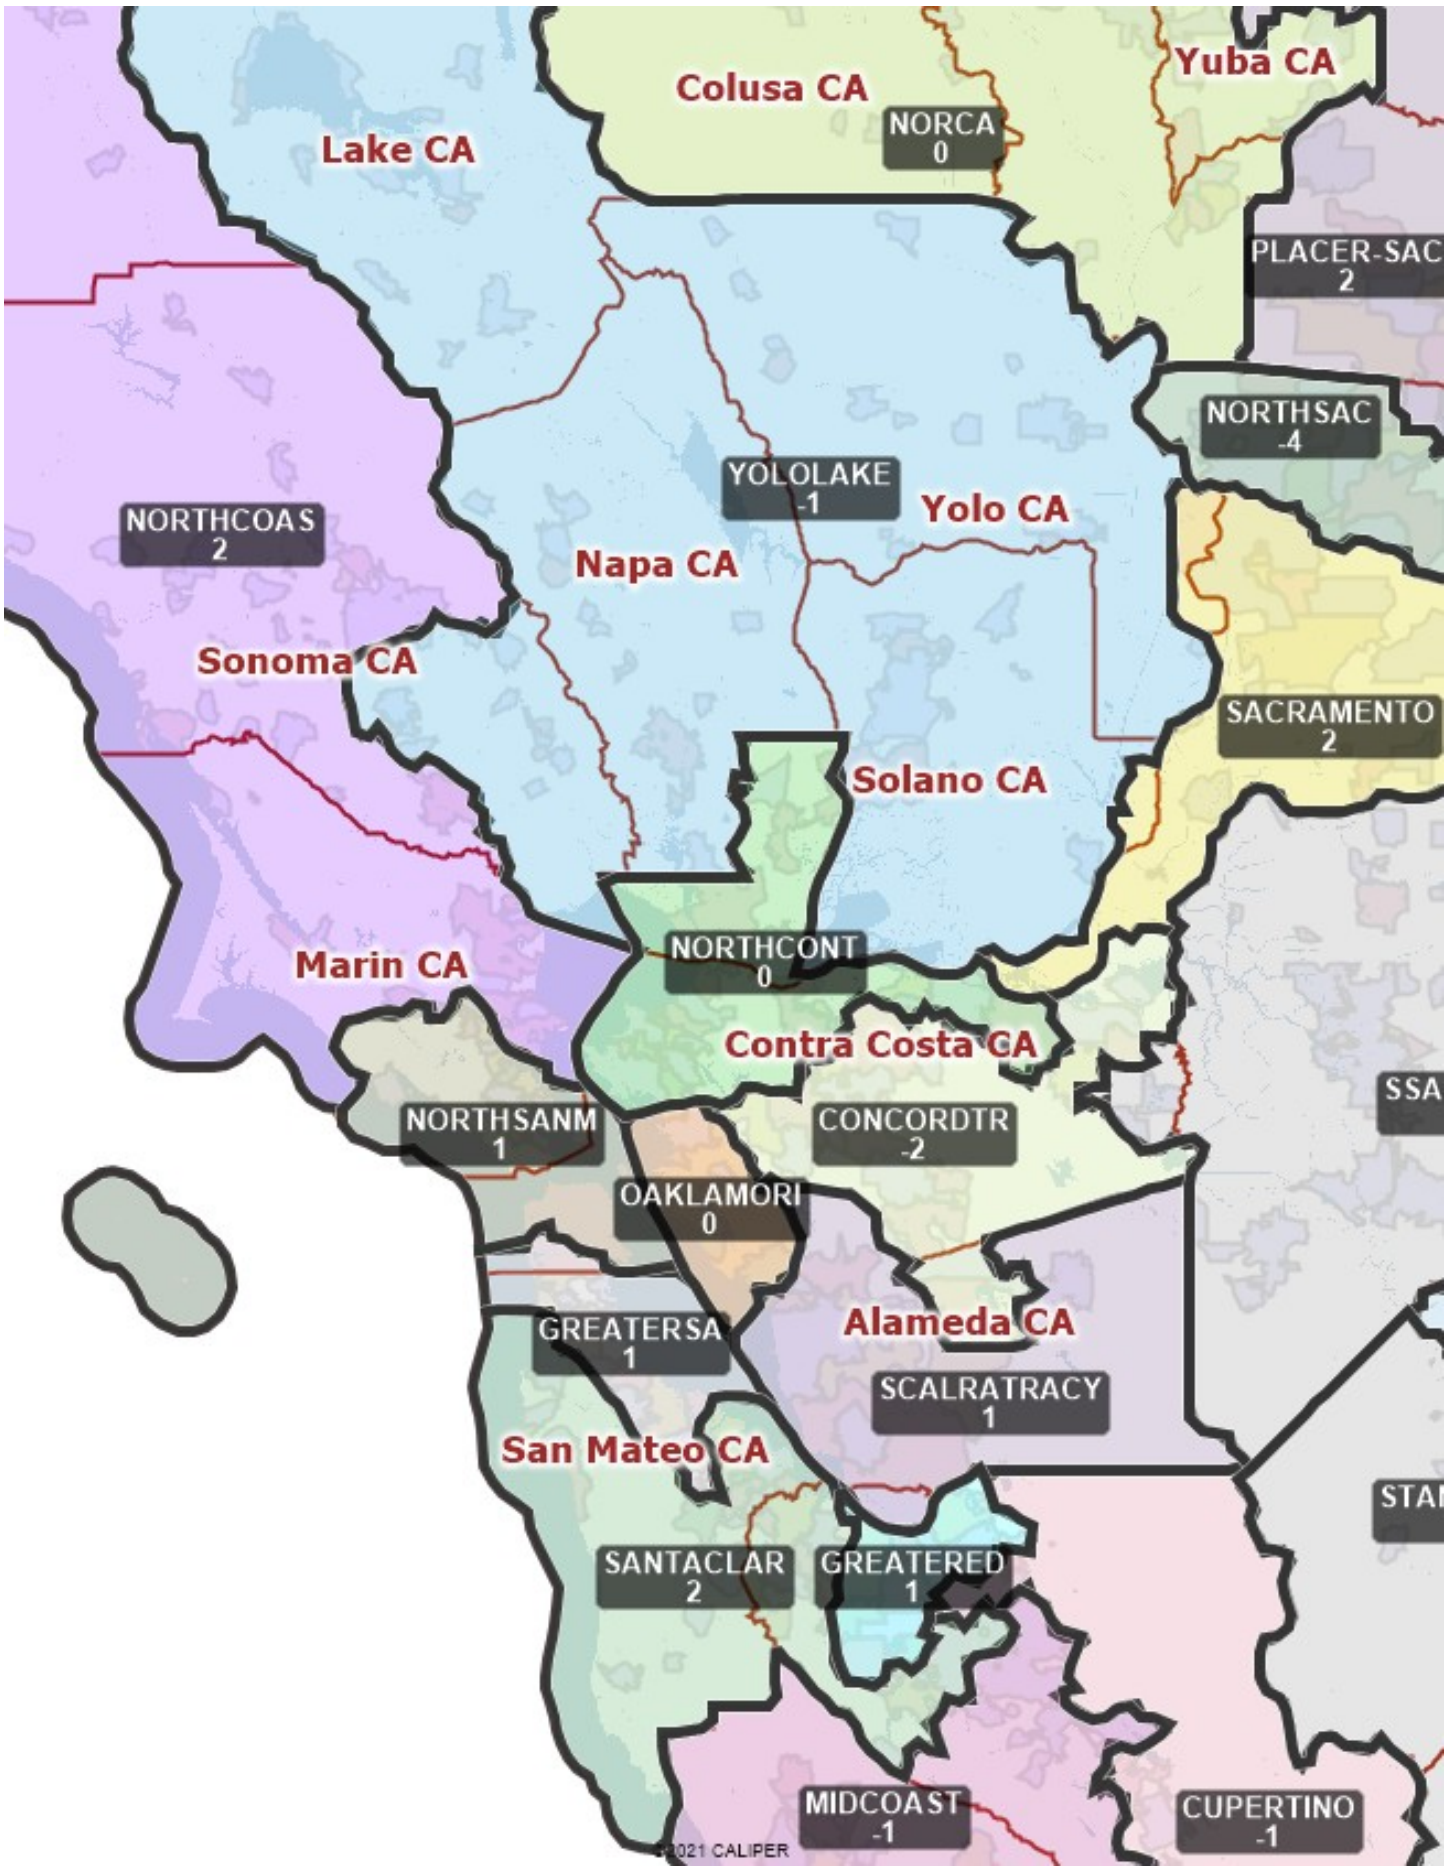 Yuba CA
Colusa CA
NORCA
0
Lake CA
PLACER-SAC
2
NORTHSAC
-4
YOLOLAKE
-1
Yolo CA
NORTHCOAS
2
Napa CA
Sonoma CA
SACRAMENTO
2
Solano CA
NORTHCONT
0
Marin CA
Contra Costa CA
SSA
NORTHSANM
1
CONCORDTR
-2
OAKLAMORI
0
GREATERSA
1
Alameda CA
SCALRATRACY
1
San Mateo CA
STAN
SANTACLAR
2
GREATERED
1
MIDCOAST
-1
CUPERTINO
-1
©2021 CALIPER